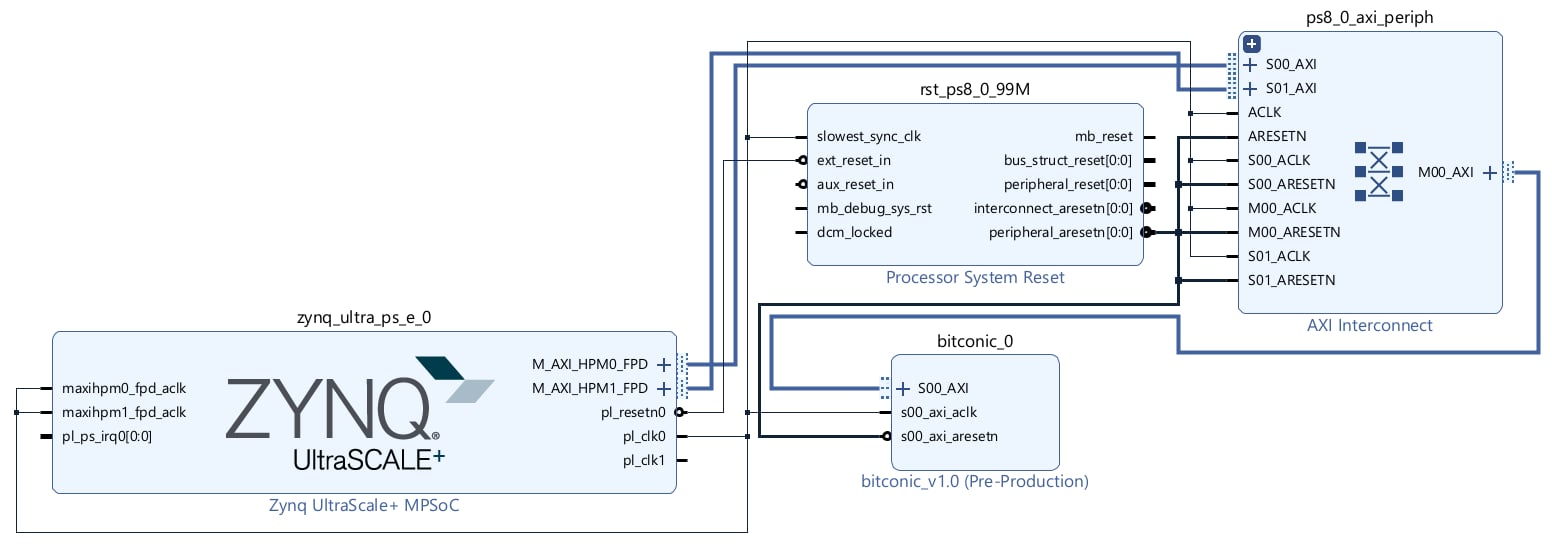 ps8_0_axi_periph
S00_AXI
S01_AXI
ACLK
ARESETN
S00_ACLK
S00_ARESETN
M00_ACLK
M00_ARESETN
S01_ACLK
S01_ARESETN
M00_AXI
AXI Interconnect
rst_ps8_0_99M
slowest_sync_clk
ext_reset_in
aux_reset_in
mb_debug_sys_rst
dcm_locked
mb_reset
bus_struct_reset[0:0]
peripheral_reset[0:0]
interconnect_aresetn[0:0]
peripheral_aresetn[0:0]
Processor System Reset
zynq_ultra_ps_e_0
maxihpm0_fpd_aclk
maxihpm1_fpd_aclk
pl_ps_irq0[0:0]
ZYNQ®
UltraSCALE+
M_AXI_HPM0_FPD
M_AXI_HPM1_FPD
pl_resetn0
pl_clk0
pl_clk1
Zynq UltraScale+ MPSoC
bitconic_0
S00_AXI
s00_axi_aclk
s00_axi_aresetn
bitconic_v1.0 (Pre-Production)